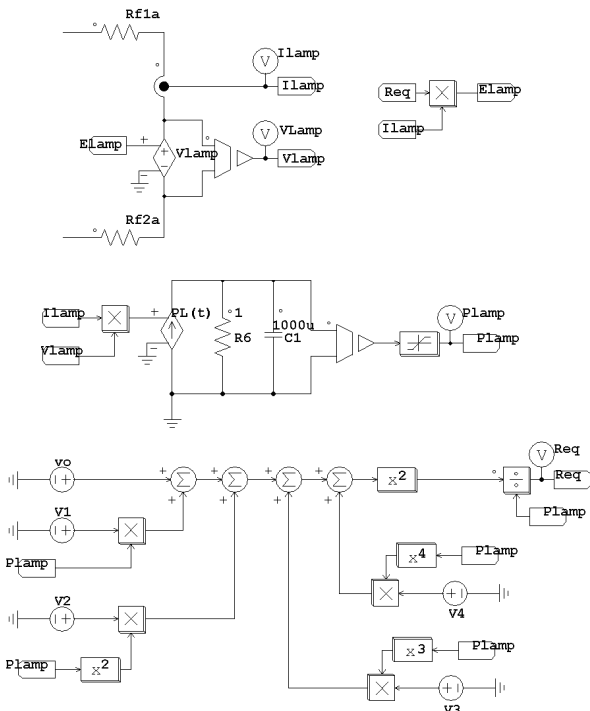 Rf1a
V
Ilamp
Ilamp
Req
Elamp
Ilamp
V
VLamp
Elamp
Vlamp
Vlamp
Rf2a
Ilamp
PL(t)
1
1000u
R6
C1
V
Plamp
Plamp
Vlamp
vo
Σ
Σ
Σ
Σ
x2
÷
V
Req
Req
V1
Plamp
Plamp
x4
Plamp
V2
V4
Plamp
x2
x3
Plamp
V3